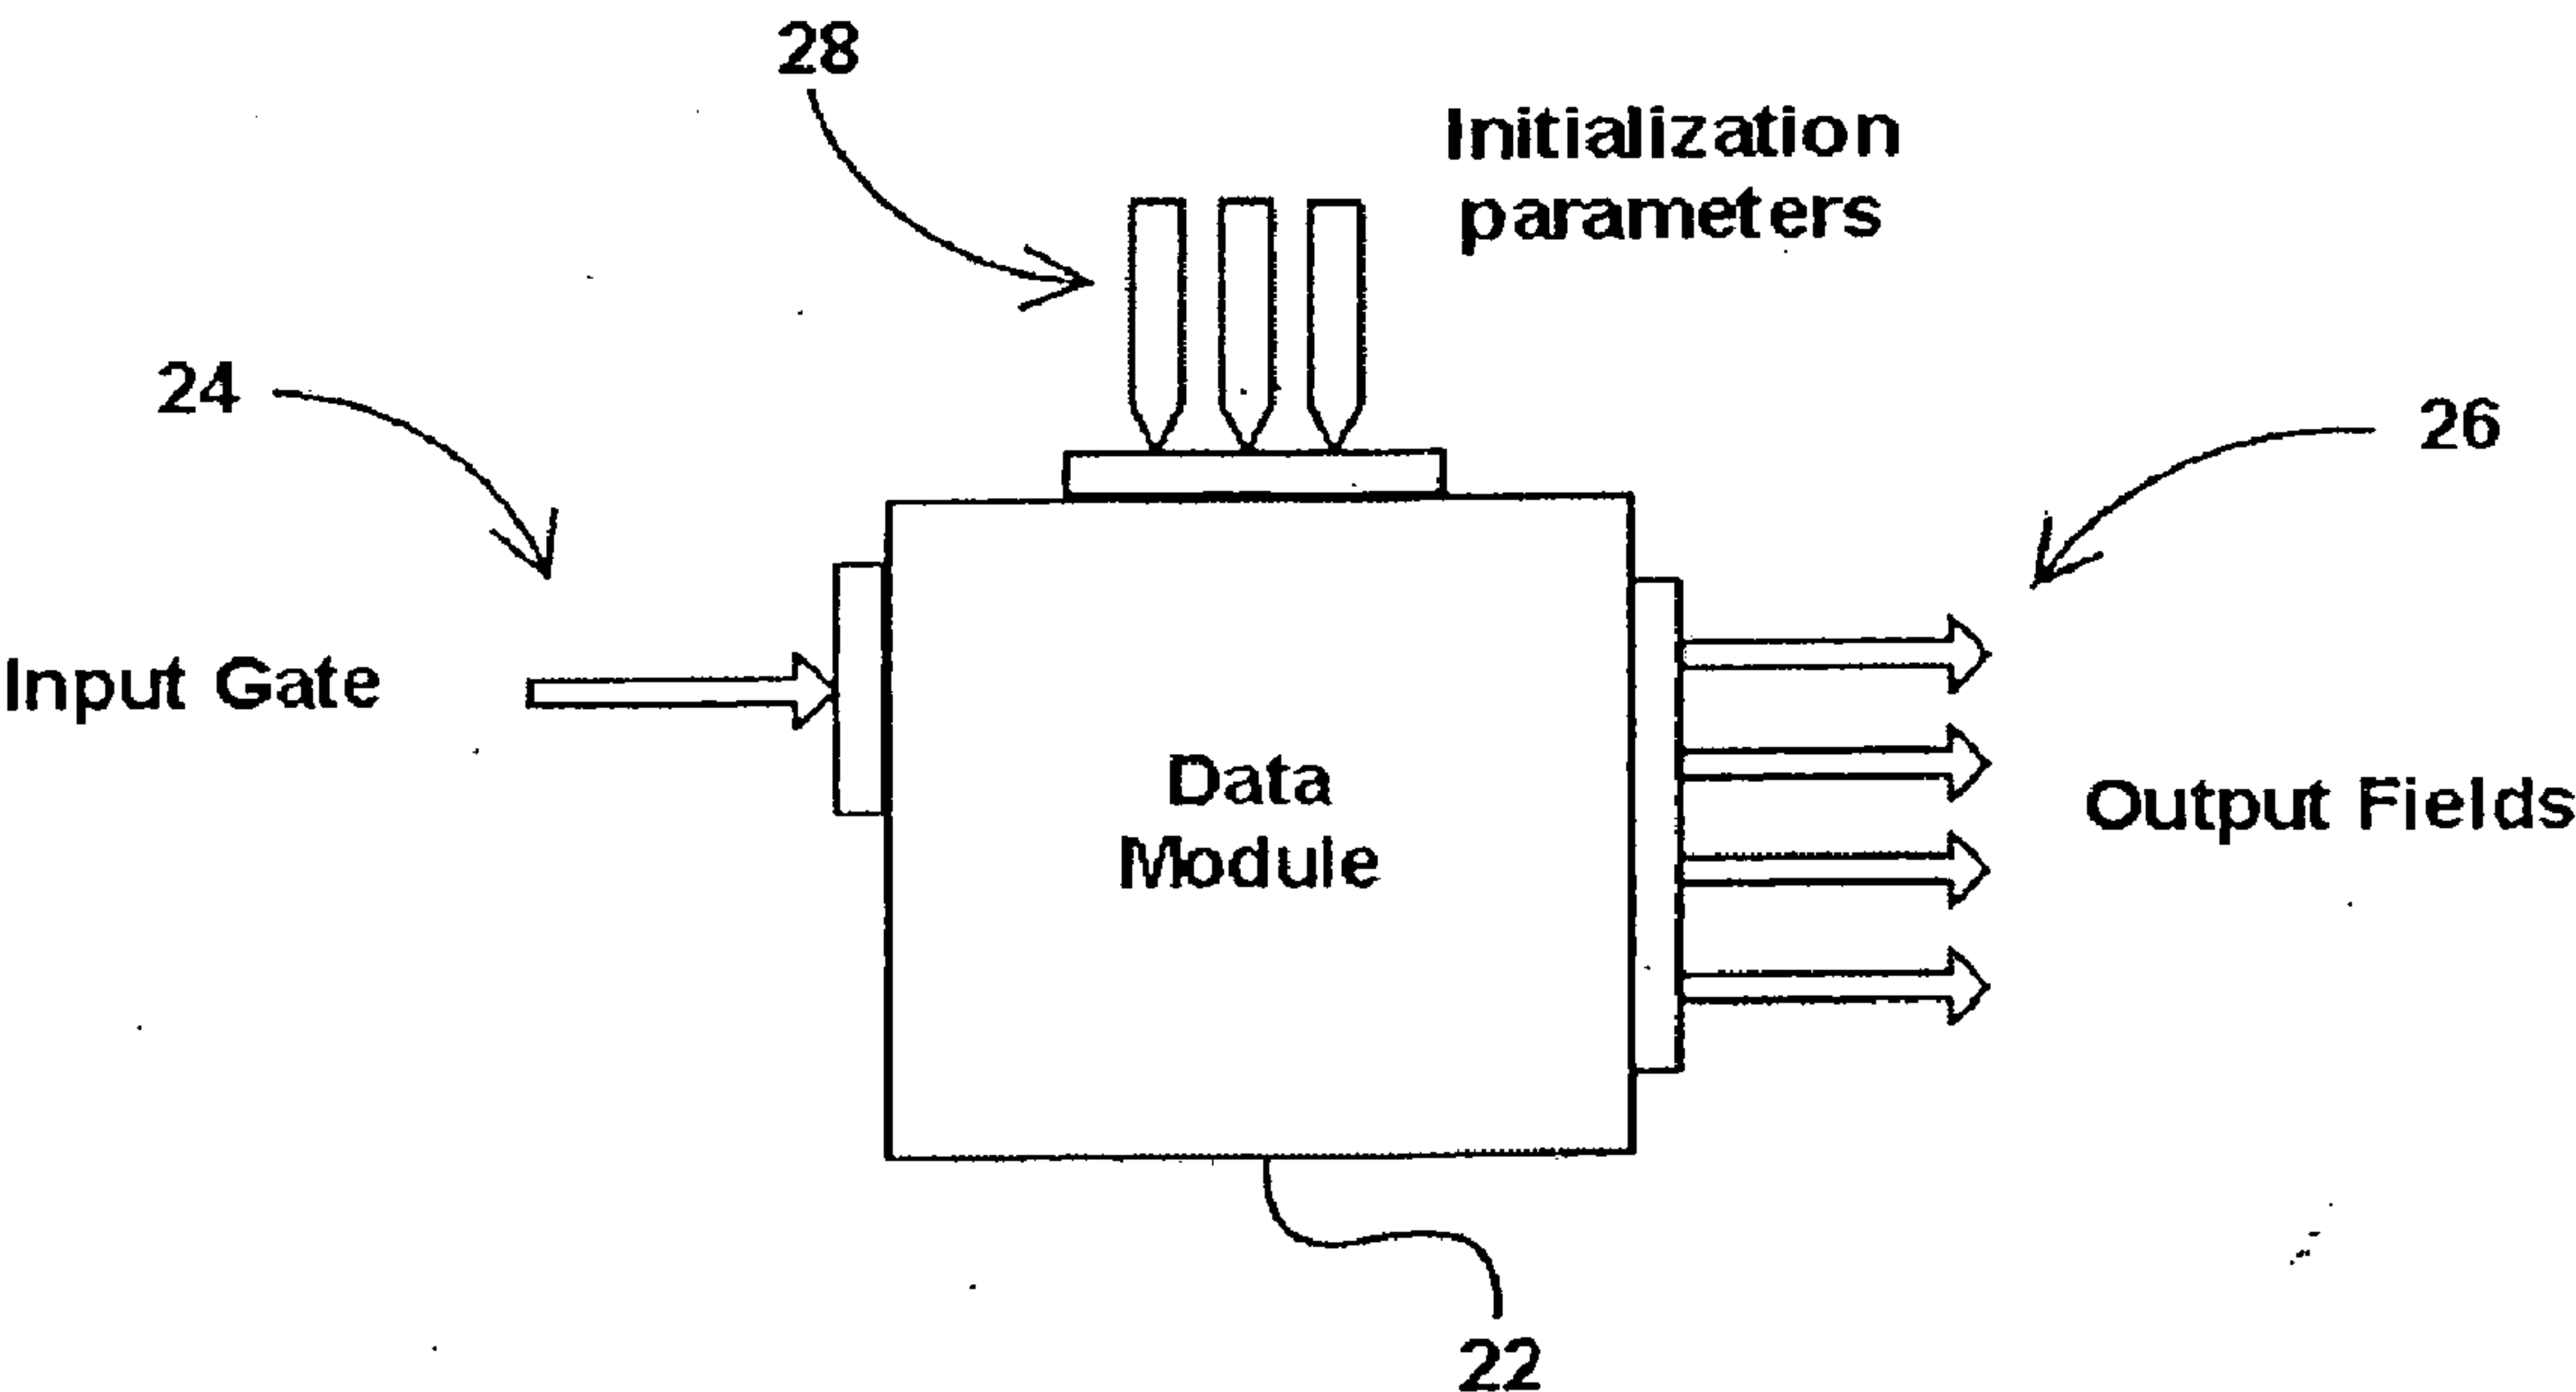 28
Initialization
parameters
24
26
Input Gate
Data
Module
Output Fields
22